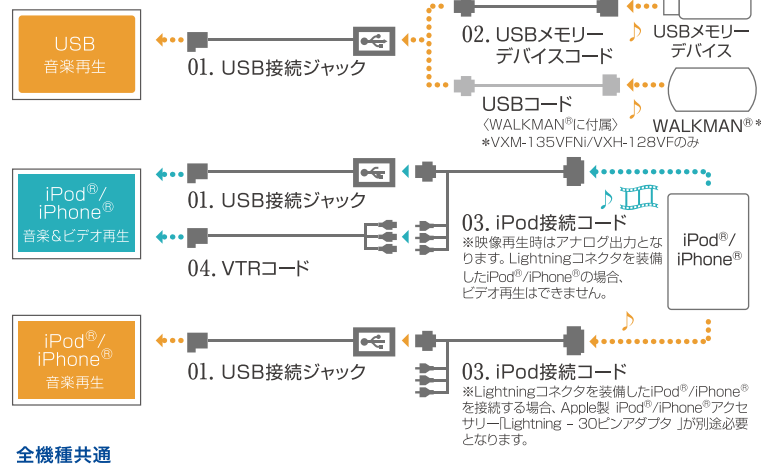 USB
音楽再生
01. USB接続ジャック
02. USBメモリー
デバイスコード
USBメモリー
デバイス
USBコード
〈WALKMAN®に付属〉
*VXM-135VFNi/VXH-128VFのみ
WALKMAN®*
iPod®/
iPhone®
音楽&ビデオ再生
01. USB接続ジャック
04. VTRコード
03. iPod接続コード
※映像再生時はアナログ出力とな
ります。Lightningコネクタを装備
したiPod®/iPhone®の場合、
ビデオ再生はできません。
iPod®/
iPhone®
iPod®/
iPhone®
音楽再生
01. USB接続ジャック
03. iPod接続コード
※Lightningコネクタを装備したiPod®/iPhone®
を接続する場合、Apple製 iPod®/iPhone®アクセ
サリー「Lightning – 30ピンアダプタ 」が別途必要
となります。
全機種共通